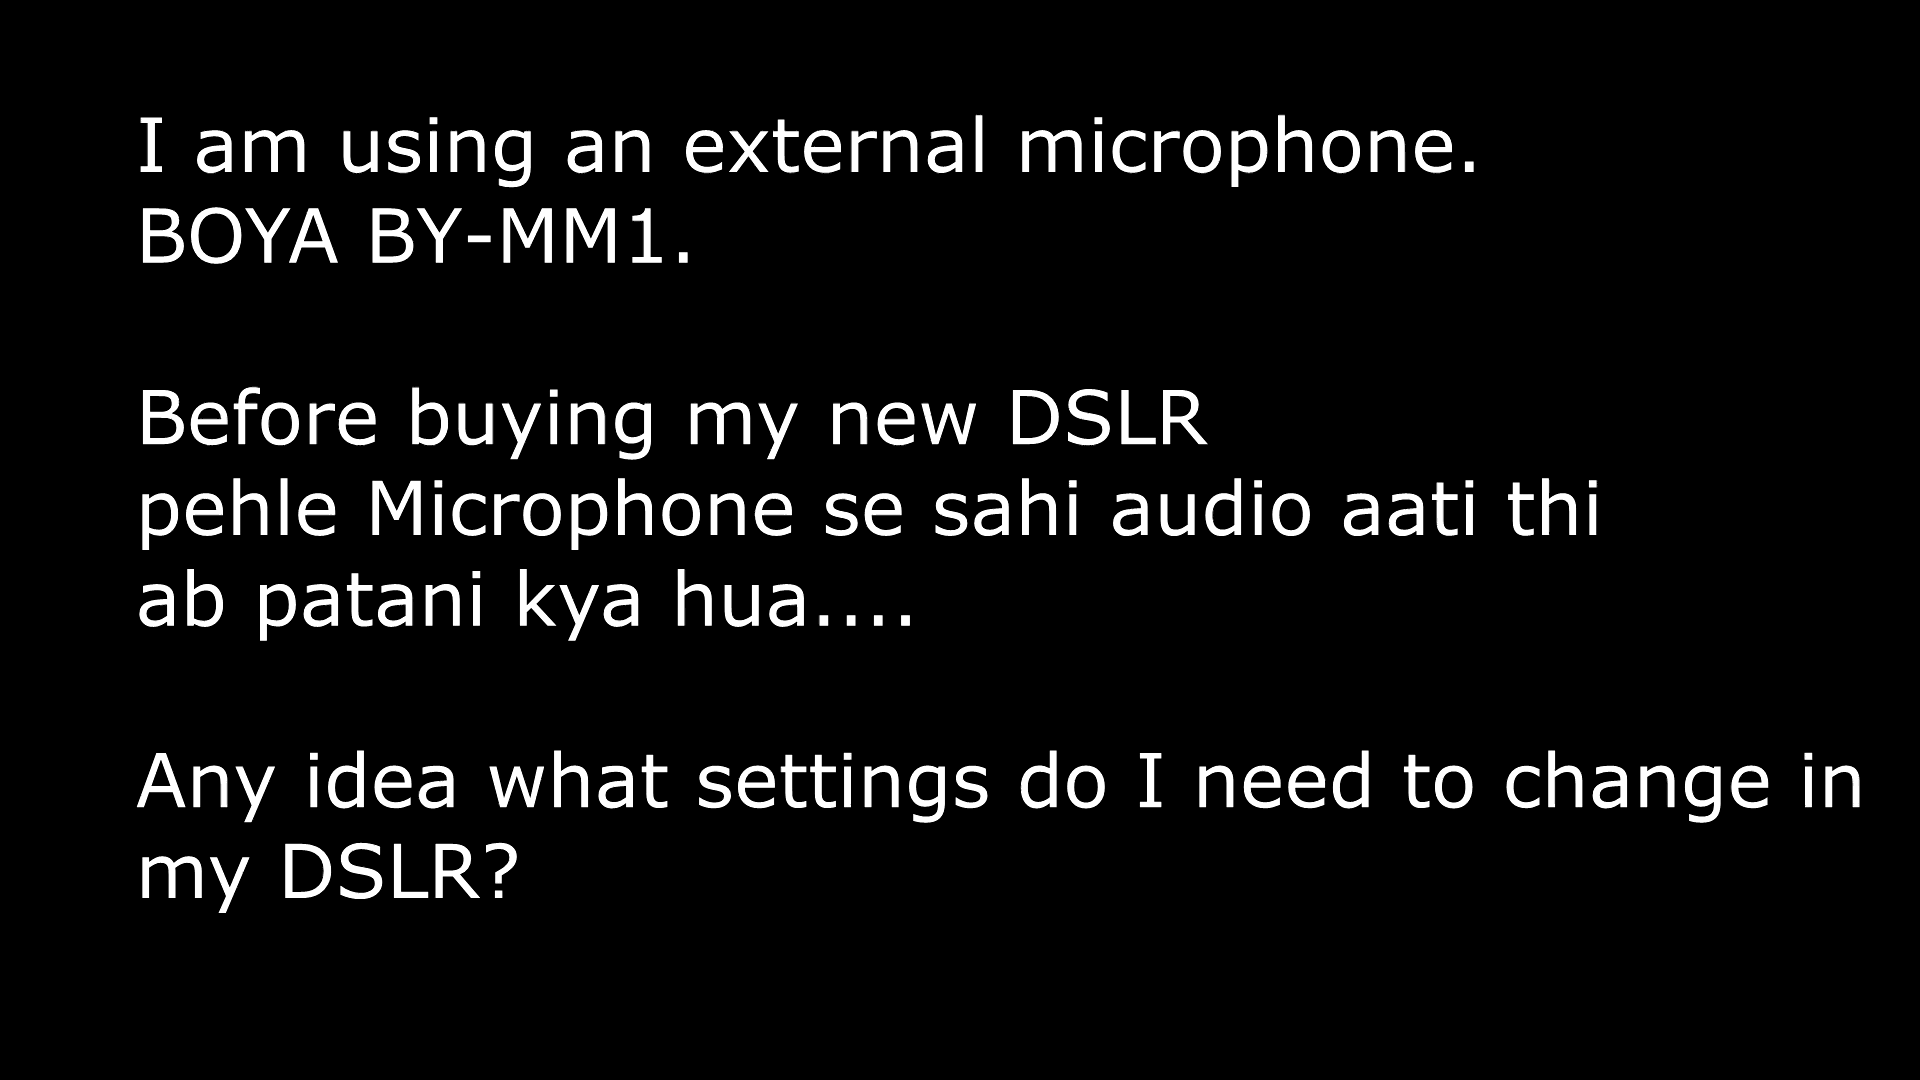 I am using an external microphone.
BOYA BY-MM1.
Before buying my new DSLR
pehle Microphone se sahi audio aati thi
ab patani kya hua....
Any idea what settings do I need to change in
my DSLR?